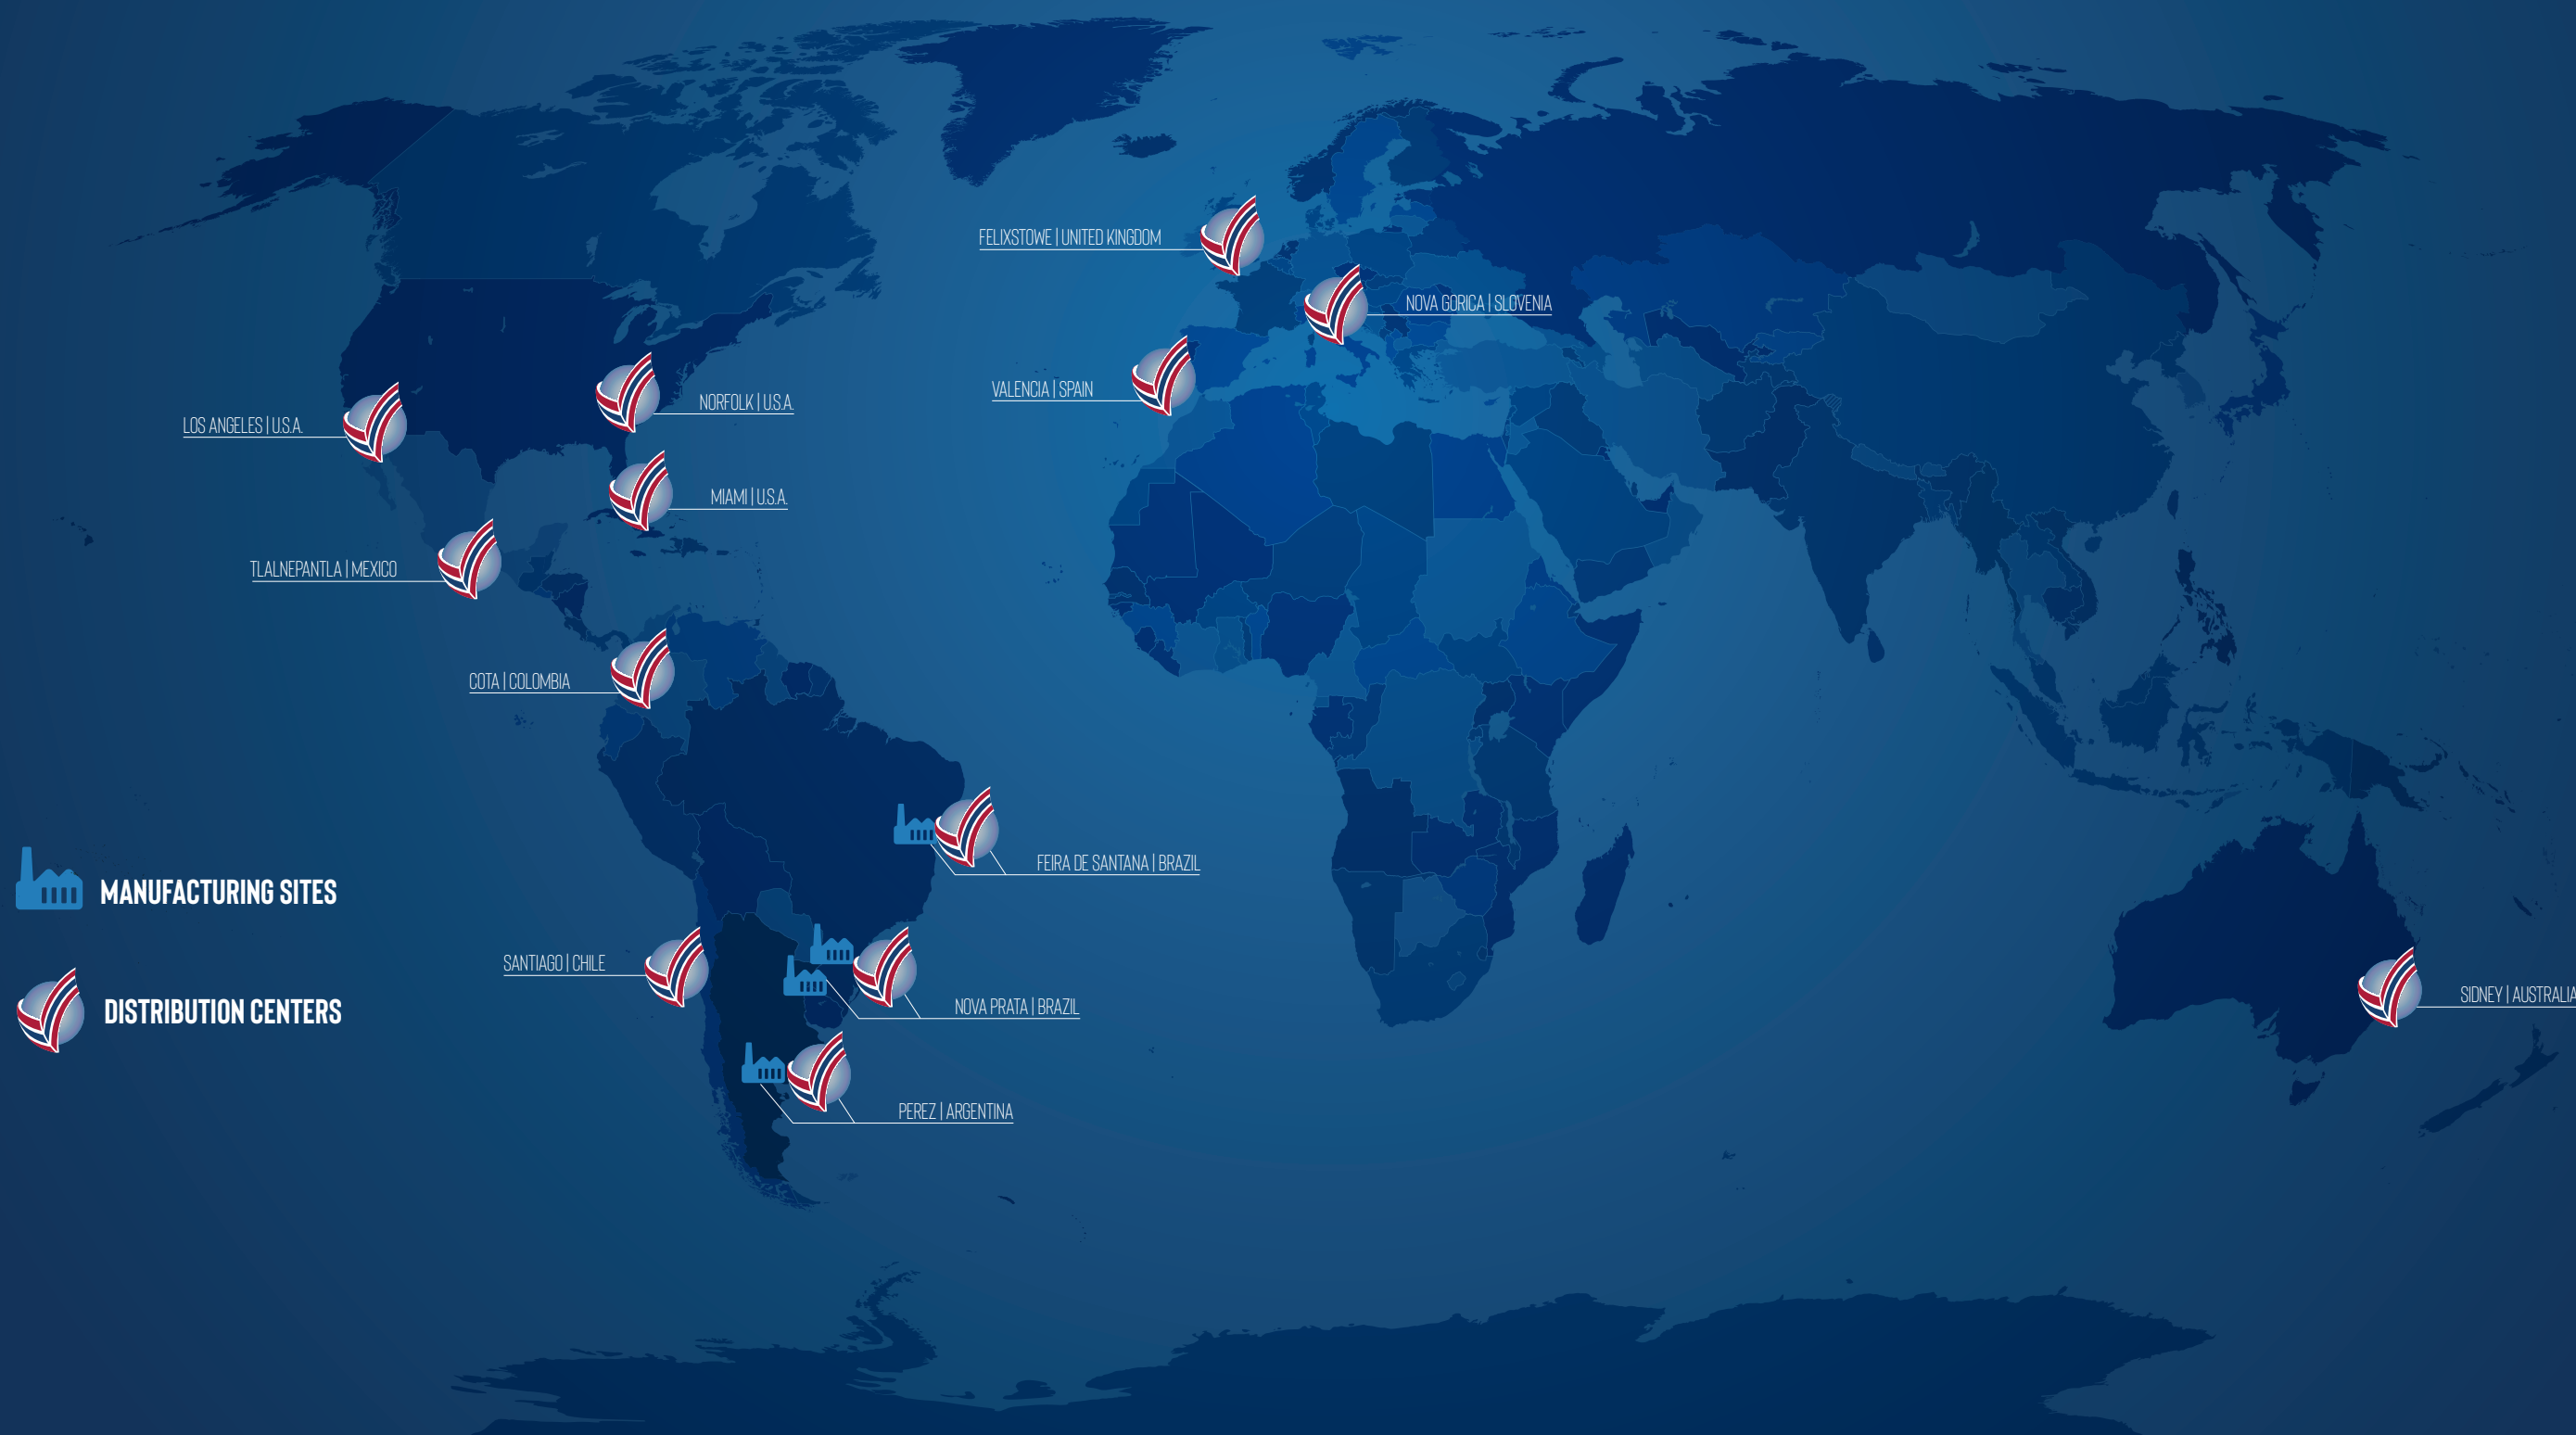 FELIXSTOWE | UNITED KINGDOM
NOVA GORICA | SLOVENIA
VALENCIA | SPAIN
NORFOLK | U.S.A.
LOS ANGELES | U.S.A.
MIAMI | U.S.A.
TLALNEPANTLA | MEXICO
COTA | COLOMBIA
FEIRA DE SANTANA | BRAZIL
MANUFACTURING SITES
SANTIAGO | CHILE
SIDNEY | AUSTRALIA
NOVA PRATA | BRAZIL
DISTRIBUTION CENTERS
PEREZ | ARGENTINA